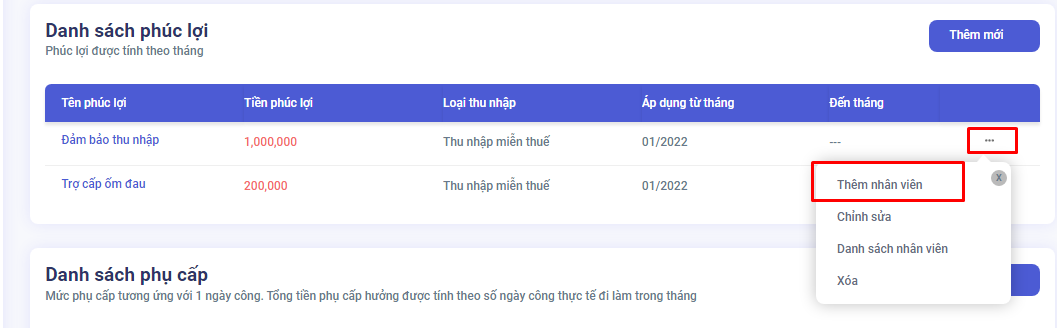 Danh sách phúc lợi
Phúc lợi được tính theo tháng
Thêm mới
Tên phúc lợi Tiền phúc lợi Loại thu nhập Áp dụng từ tháng Đến tháng
Đảm bảo thu nhập 1,000,000 Thu nhập miễn thuế 01/2022 --- ...
Trợ cấp ốm đau 200,000 Thu nhập miễn thuế 01/2022
Thêm nhân viên X
Chỉnh sửa
Danh sách nhân viên
Xóa
Danh sách phụ cấp
Mức phụ cấp tương ứng với 1 ngày công. Tổng tiền phụ cấp hưởng được tính theo số ngày công thực tế đi làm trong tháng